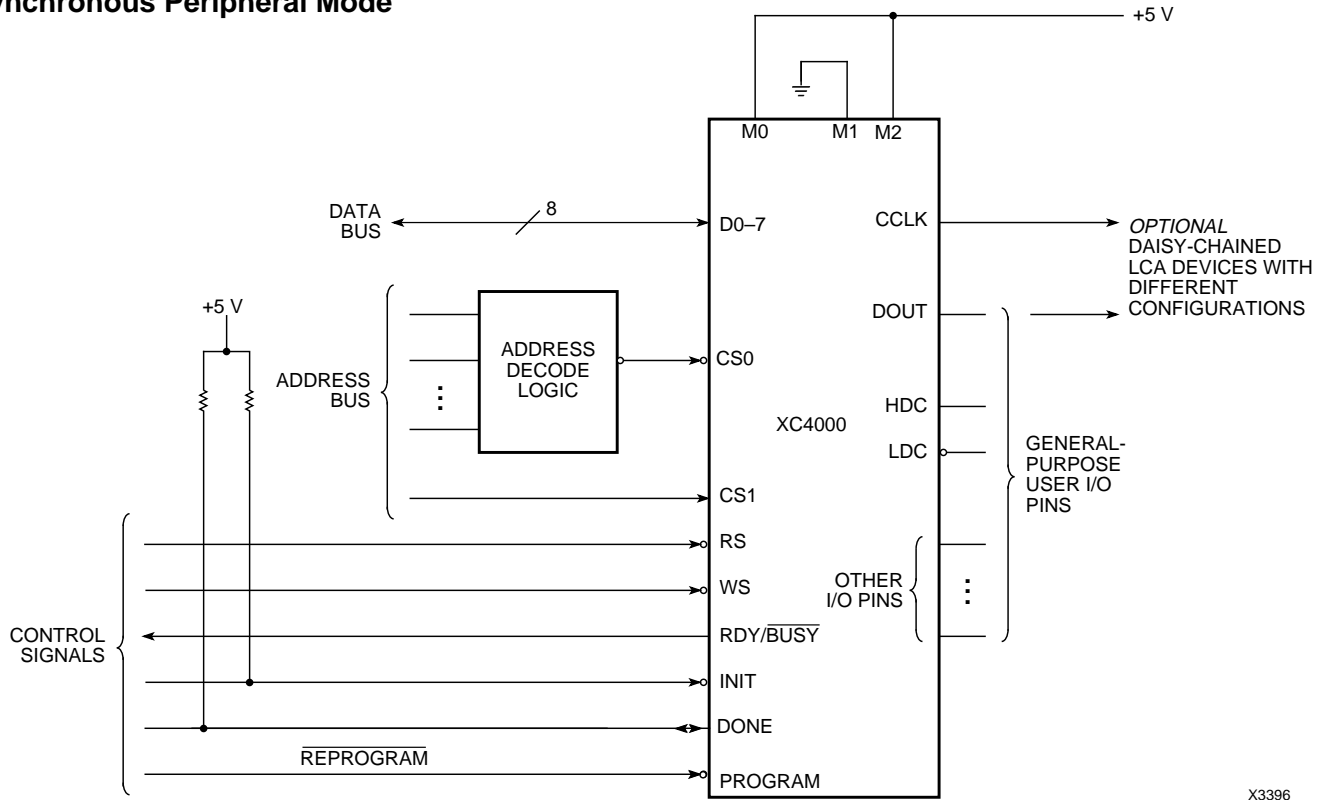 ynchronous Peripheral Mode
+5 V
M0
M1
M2
DATA
BUS
8
D0–7
CCLK
OPTIONAL
DAISY-CHAINED
LCA DEVICES WITH
DIFFERENT
CONFIGURATIONS
+5 V
ADDRESS
BUS
ADDRESS
DECODE
LOGIC
CS0
DOUT
XC4000
HDC
LDC
GENERAL-
PURPOSE
USER I/O
PINS
CS1
RS
WS
OTHER
I/O PINS
CONTROL
SIGNALS
RDY/BUSY
INIT
DONE
REPROGRAM
PROGRAM
X3396